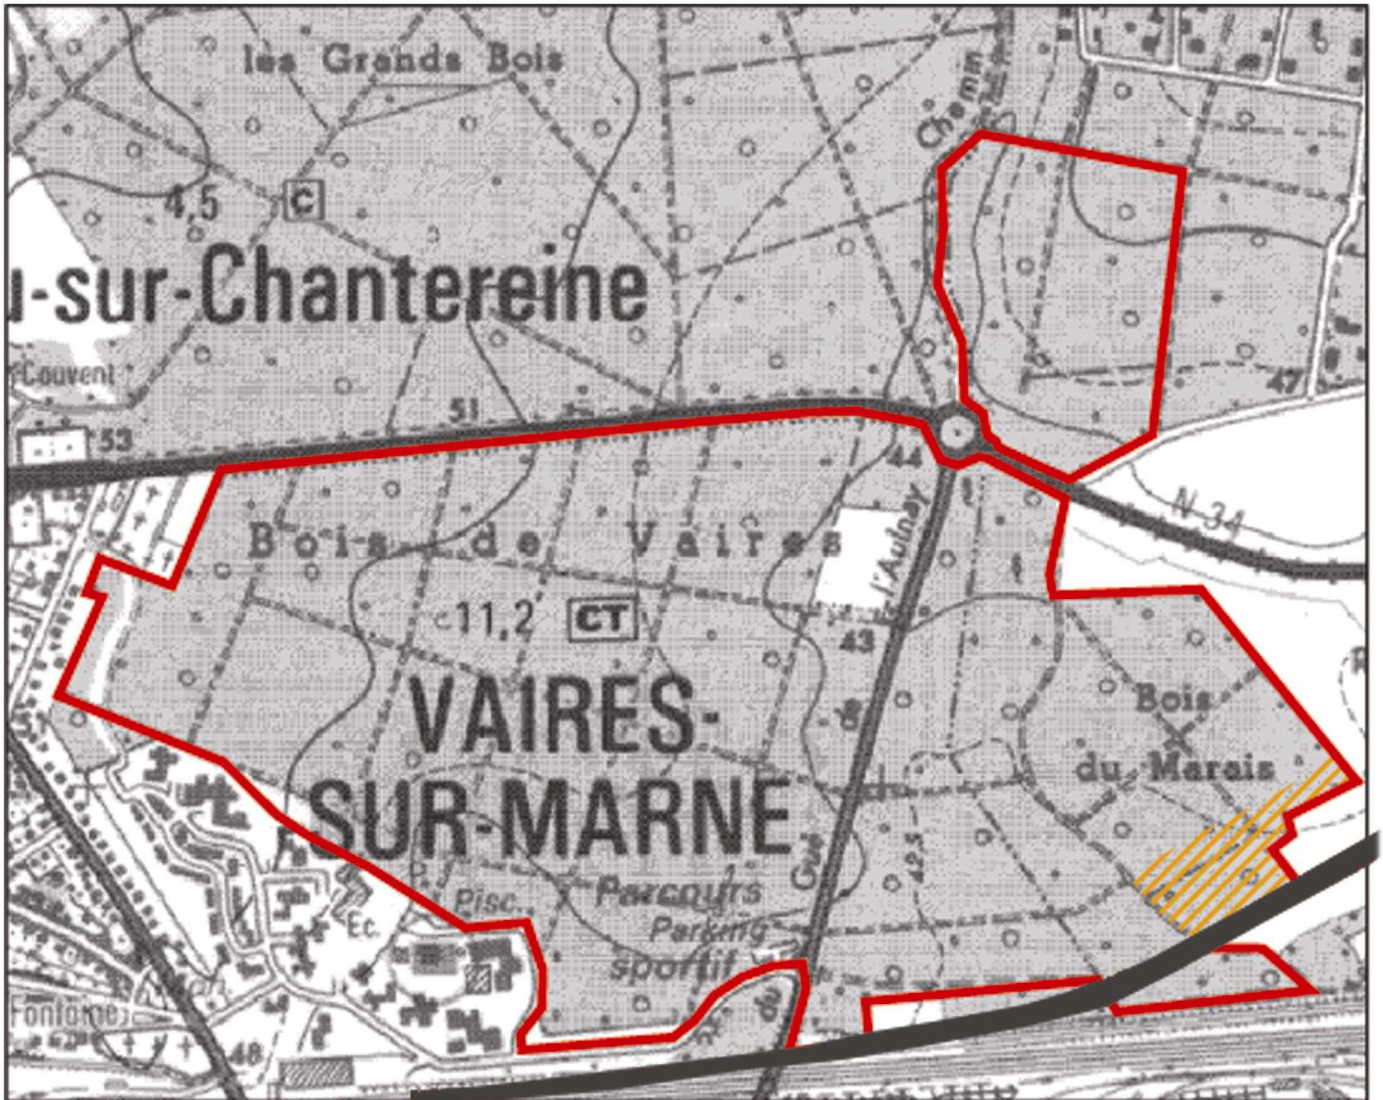 les Grands Bois
Chemin
4,5
C
u-sur-Chantereine
Couvent
47
51
53
44
N 34
Bois de Vaires
l'Aulnay
11,2
CT
43
VAIRES-
SUR-MARNE
Bois
du Marais
42,5
Gué
Parcours
Pisc.
Parking
Ec.
sportif
du
Fontaine
48